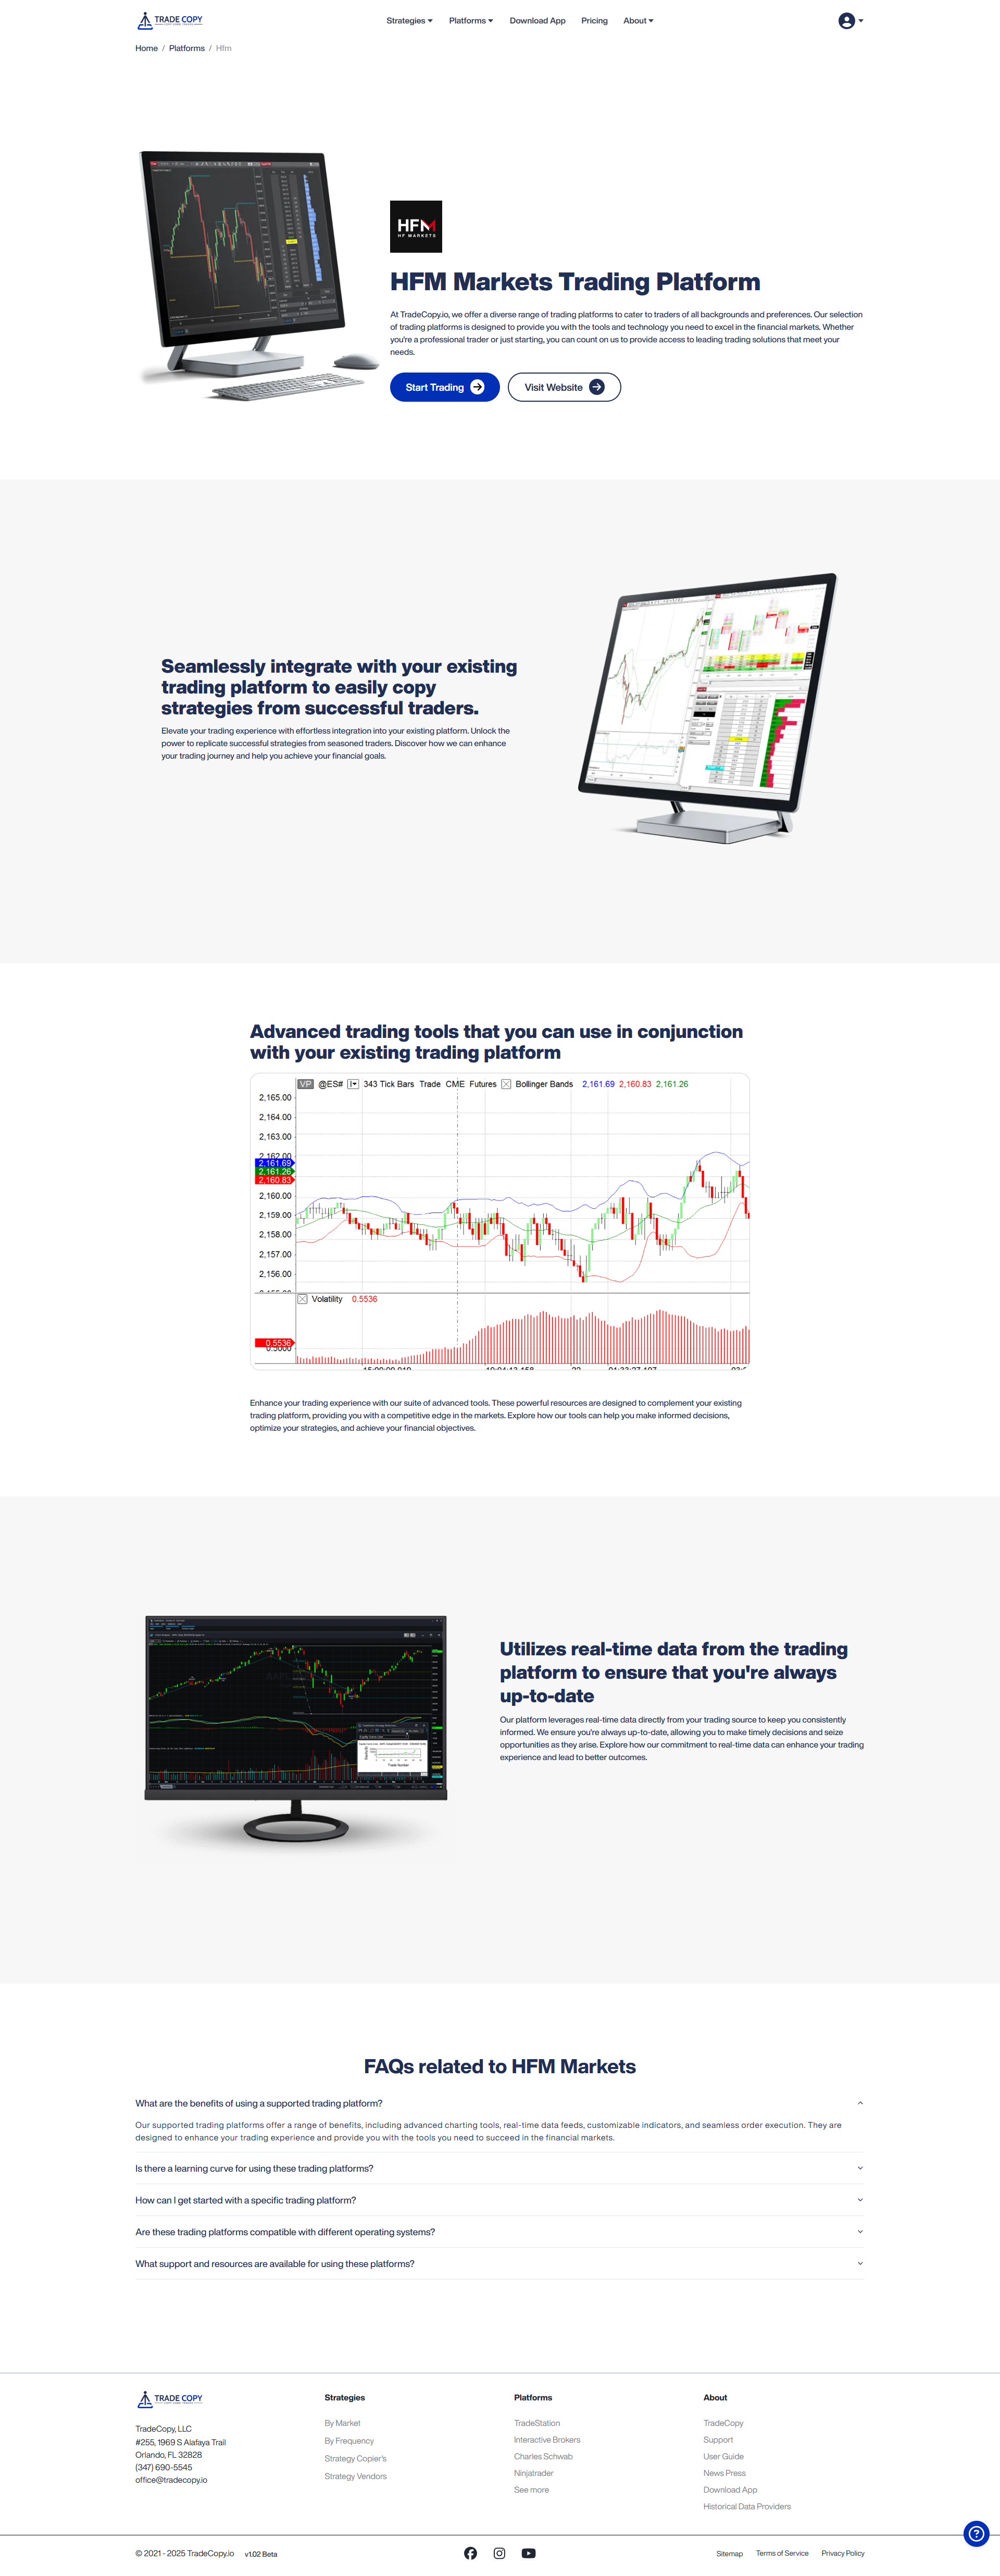 TRADE COPY
Strategies
Platforms
Download App
Pricing
About
Home / Platforms / Hfm
HFM
HF MARKETS
HFM Markets Trading Platform
At TradeCopy.io, we offer a diverse range of trading platforms to cater to traders of all backgrounds and preferences. Our selection
of trading platforms is designed to provide you with the tools and technology you need to excel in the financial markets. Whether
you're a professional trader or just starting, you can count on us to provide access to leading trading solutions that meet your
needs.
Start Trading
Visit Website
Seamlessly integrate with your existing
trading platform to easily copy
strategies from successful traders.
Elevate your trading experience with effortless integration into your existing platform. Unlock the
power to replicate successful strategies from seasoned traders. Discover how we can enhance
your trading journey and help you achieve your financial goals.
Advanced trading tools that you can use in conjunction
with your existing trading platform
VP @ES# 343 Tick Bars Trade CME Futures Bollinger Bands 2,161.69 2,160.83 2,161.26
2,165.00
2,164.00
2,163.00
2,162.00
2,161.69
2,161.26
2,160.83
2,160.00
2,159.00
2,158.00
2,157.00
2,156.00
Volatility 0.5536
0.5536
0.5000
Enhance your trading experience with our suite of advanced tools. These powerful resources are designed to complement your existing
trading platform, providing you with a competitive edge in the markets. Explore how our tools can help you make informed decisions,
optimize your strategies, and achieve your financial objectives.
Utilizes real-time data from the trading
platform to ensure that you're always
up-to-date
Our platform leverages real-time data directly from your trading source to keep you consistently
informed. We ensure you're always up-to-date, allowing you to make timely decisions and seize
opportunities as they arise. Explore how our commitment to real-time data can enhance your trading
experience and lead to better outcomes.
Trade Number
FAQs related to HFM Markets
What are the benefits of using a supported trading platform?
Our supported trading platforms offer a range of benefits, including advanced charting tools, real-time data feeds, customizable indicators, and seamless order execution. They are
designed to enhance your trading experience and provide you with the tools you need to succeed in the financial markets.
Is there a learning curve for using these trading platforms?
How can I get started with a specific trading platform?
Are these trading platforms compatible with different operating systems?
What support and resources are available for using these platforms?
TRADE COPY
TradeCopy, LLC
#255, 1969 S Alafaya Trail
Orlando, FL 32828
(347) 690-5545
office@tradecopy.io
Strategies
By Market
By Frequency
Strategy Copier's
Strategy Vendors
Platforms
TradeStation
Interactive Brokers
Charles Schwab
Ninjatrader
See more
About
TradeCopy
Support
User Guide
News Press
Download App
Historical Data Providers
© 2021 - 2025 TradeCopy.io v1.02 Beta
Sitemap
Terms of Service
Privacy Policy